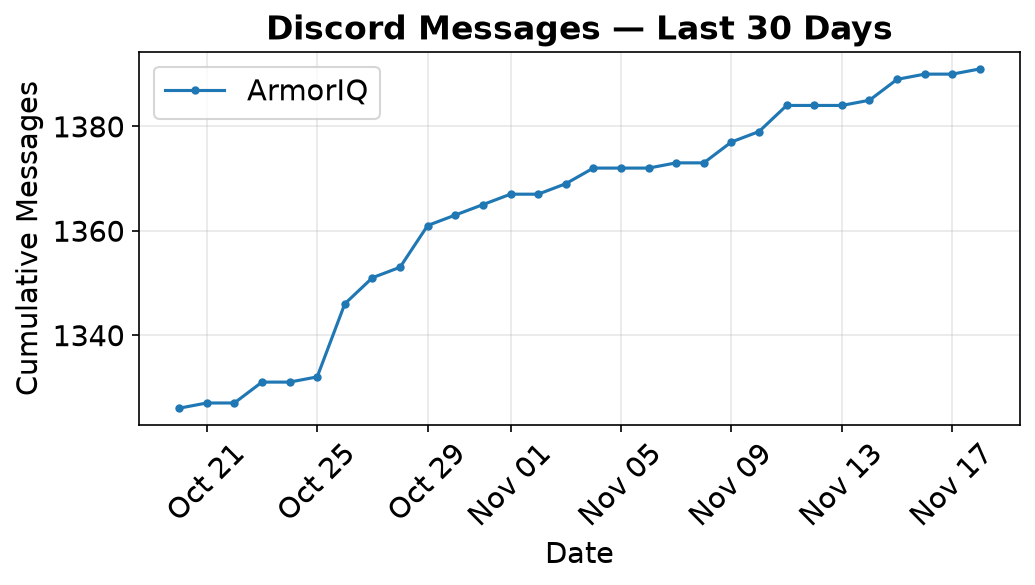 Discord Messages — Last 30 Days
ArmorIQ
Cumulative Messages
1380
1360
1340
Oct 21
Oct 25
Oct 29
Nov 01
Nov 05
Nov 09
Nov 13
Nov 17
Date